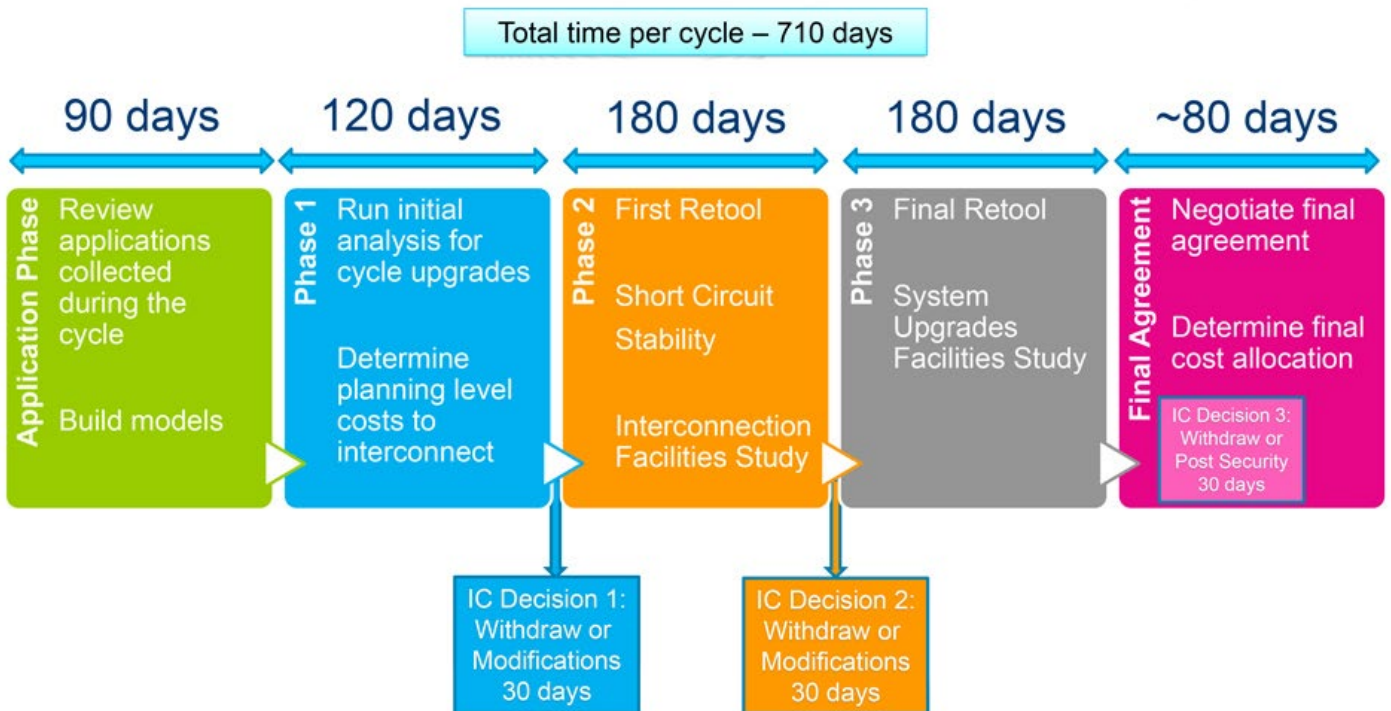 Total time per cycle – 710 days
90 days
120 days
180 days
180 days
~80 days
Application Phase
Review
applications
collected
during the
cycle
Build models
Phase 1
Run initial
analysis for
cycle upgrades
Determine
planning level
costs to
interconnect
Phase 2
First Retool
Short Circuit
Stability
Interconnection
Facilities Study
Phase 3
Final Retool
System
Upgrades
Facilities Study
Final Agreement
Negotiate final
agreement
Determine final
cost allocation
IC Decision 3:
Withdraw or
Post Security
30 days
IC Decision 1:
Withdraw or
Modifications
30 days
IC Decision 2:
Withdraw or
Modifications
30 days